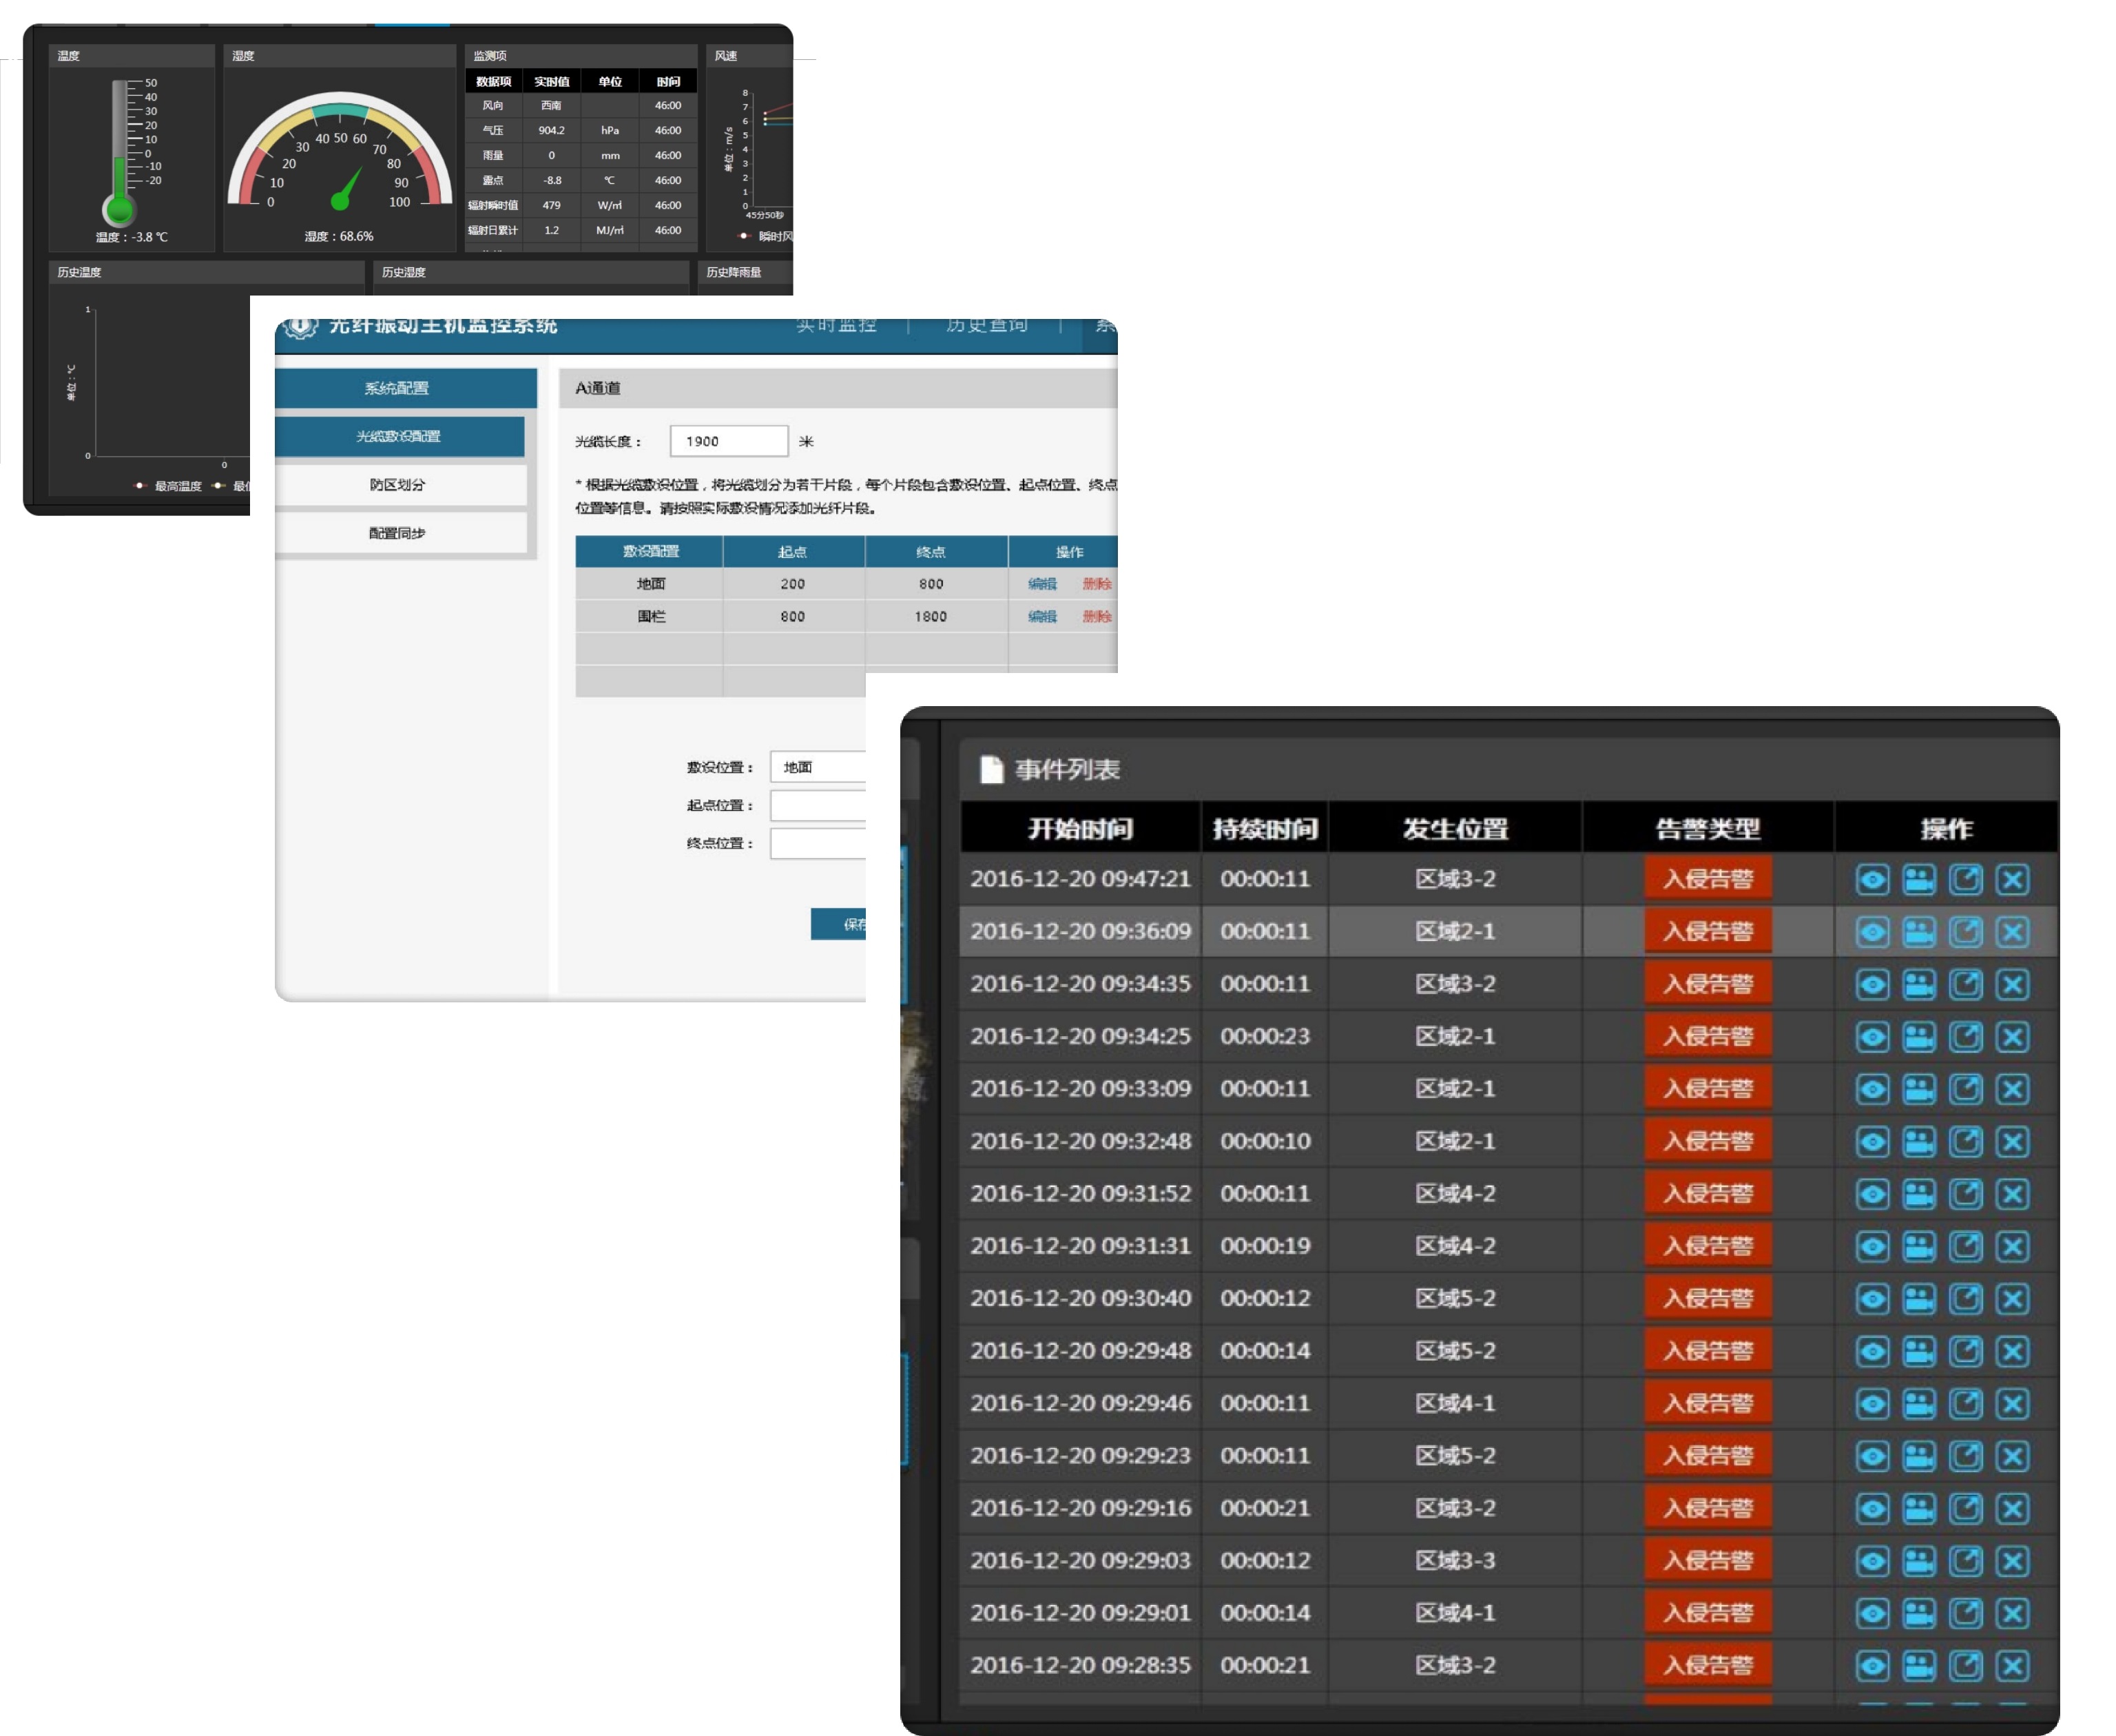 温度
50
40
30
20
10
0
-10
-20
温度：-3.8 ℃
湿度
0 10 20 30 40 50 60 70 80 90 100
湿度：68.6%
监测项
数据项 实时值 单位 时间
风向 西南 46:00
气压 904.2 hPa 46:00
雨量 0 mm 46:00
露点 -8.8 ℃ 46:00
辐射瞬时值 479 W/㎡ 46:00
辐射日累计 1.2 MJ/㎡ 46:00
风速
单位：m/s
8
7
6
5
4
3
2
1
0
45分50秒
瞬时风
历史温度
单位：℃
1
0
0
最高温度
历史湿度
历史降雨量
光纤振动主机监控系统
实时监控 | 历史查询 |
系统配置
光缆敷设配置
防区划分
配置同步
A通道
光缆长度： 1900 米
* 根据光缆敷设位置，将光缆划分为若干片段，每个片段包含敷设位置、起点位置、终点
位置等信息。请按照实际敷设情况添加光纤片段。
敷设配置 起点 终点 操作
地面 200 800 编辑 删除
围栏 800 1800 编辑 删除
敷设位置： 地面
起点位置：
终点位置：
保存
事件列表
开始时间 持续时间 发生位置 告警类型 操作
2016-12-20 09:47:21 00:00:11 区域3-2 入侵告警
2016-12-20 09:36:09 00:00:11 区域2-1 入侵告警
2016-12-20 09:34:35 00:00:11 区域3-2 入侵告警
2016-12-20 09:34:25 00:00:23 区域2-1 入侵告警
2016-12-20 09:33:09 00:00:11 区域2-1 入侵告警
2016-12-20 09:32:48 00:00:10 区域2-1 入侵告警
2016-12-20 09:31:52 00:00:11 区域4-2 入侵告警
2016-12-20 09:31:31 00:00:19 区域4-2 入侵告警
2016-12-20 09:30:40 00:00:12 区域5-2 入侵告警
2016-12-20 09:29:48 00:00:14 区域5-2 入侵告警
2016-12-20 09:29:46 00:00:11 区域4-1 入侵告警
2016-12-20 09:29:23 00:00:11 区域5-2 入侵告警
2016-12-20 09:29:16 00:00:21 区域3-2 入侵告警
2016-12-20 09:29:03 00:00:12 区域3-3 入侵告警
2016-12-20 09:29:01 00:00:14 区域4-1 入侵告警
2016-12-20 09:28:35 00:00:21 区域3-2 入侵告警